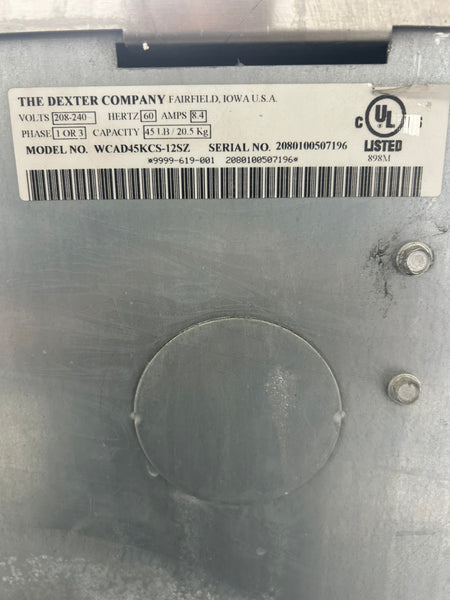 THE DEXTER COMPANY FAIRFIELD, IOWA U.S.A.
VOLTS 208-240 HERTZ 60 AMPS 8.4
PHASE 1 OR 3 CAPACITY 45 LB / 20.5 Kg
MODEL NO. WCAD45KCS-12SZ SERIAL NO. 2080100507196
*9999-619-001 2080100507196*
C UL US
LISTED
898M